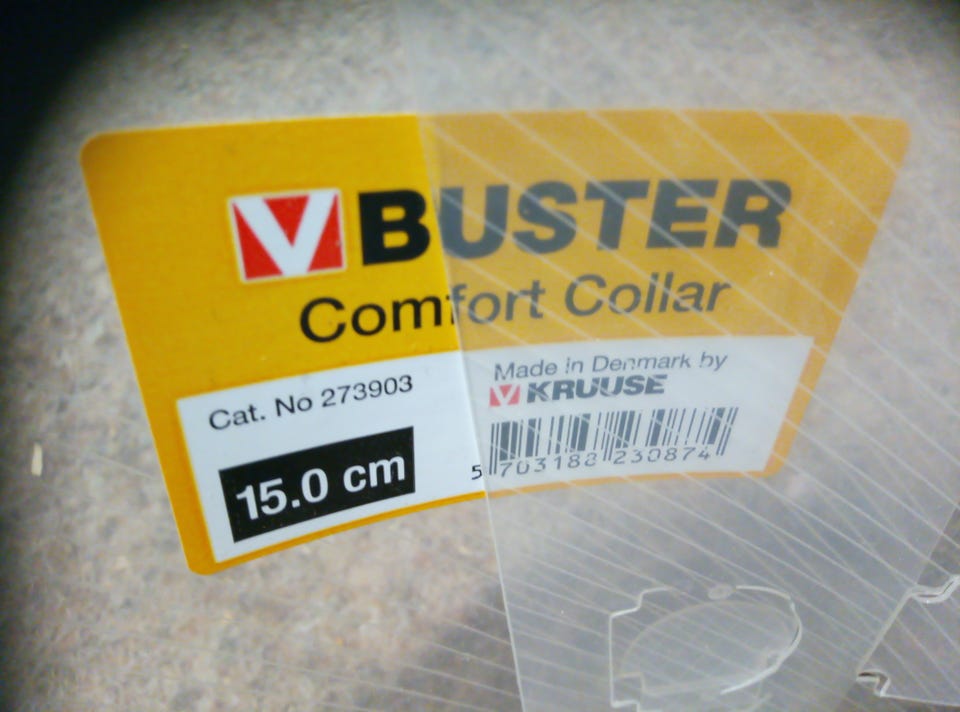 V BUSTER
Comfort Collar
Cat. No 273903
15.0 cm
Made in Denmark by
V KRUUSE
5 703188 230874